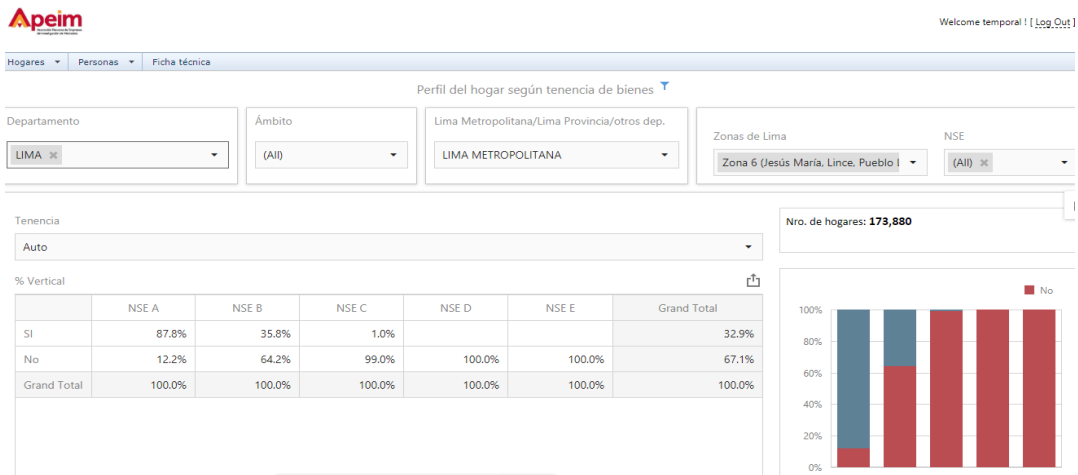 Apeim
Welcome temporal ! [ Log Out ]
Hogares Personas Ficha técnica
Perfil del hogar según tenencia de bienes
Departamento Ámbito Lima Metropolitana/Lima Provincia/otros dep. Zonas de Lima NSE
LIMA (All) LIMA METROPOLITANA Zona 6 (Jesús María, Lince, Pueblo (All)
Tenencia
Nro. de hogares: 173,880
Auto
% Vertical
NSE A NSE B NSE C NSE D NSE E Grand Total
SI 87.8% 35.8% 1.0% 32.9%
No 12.2% 64.2% 99.0% 100.0% 100.0% 67.1%
Grand Total 100.0% 100.0% 100.0% 100.0% 100.0% 100.0%
No
100%
80%
60%
40%
20%
0%